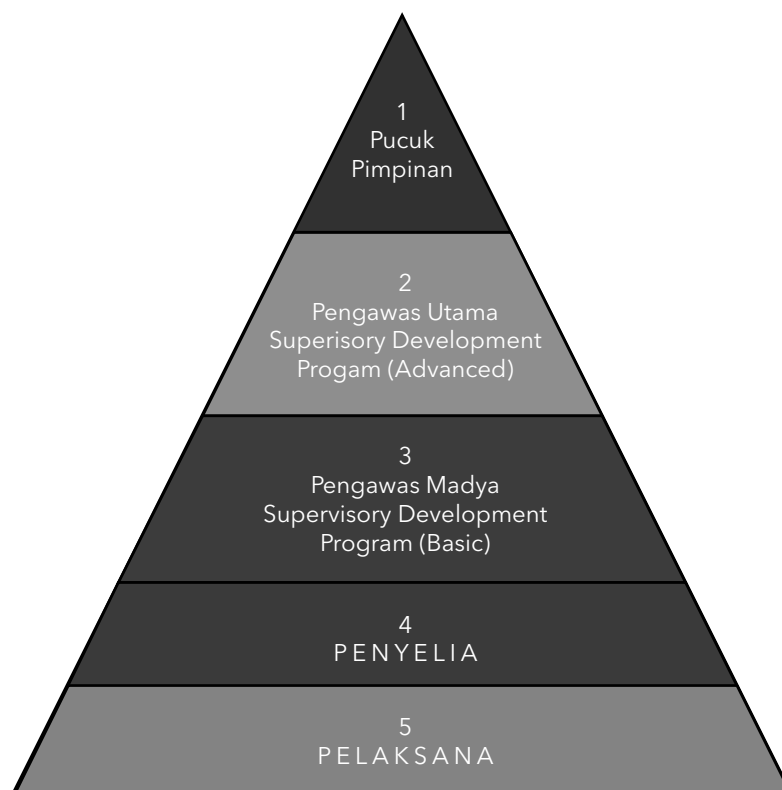 1
Pucuk
Pimpinan
2
Pengawas Utama
Superisory Development
Progam (Advanced)
3
Pengawas Madya
Supervisory Development
Program (Basic)
4
PENYELIA
5
PELAKSANA